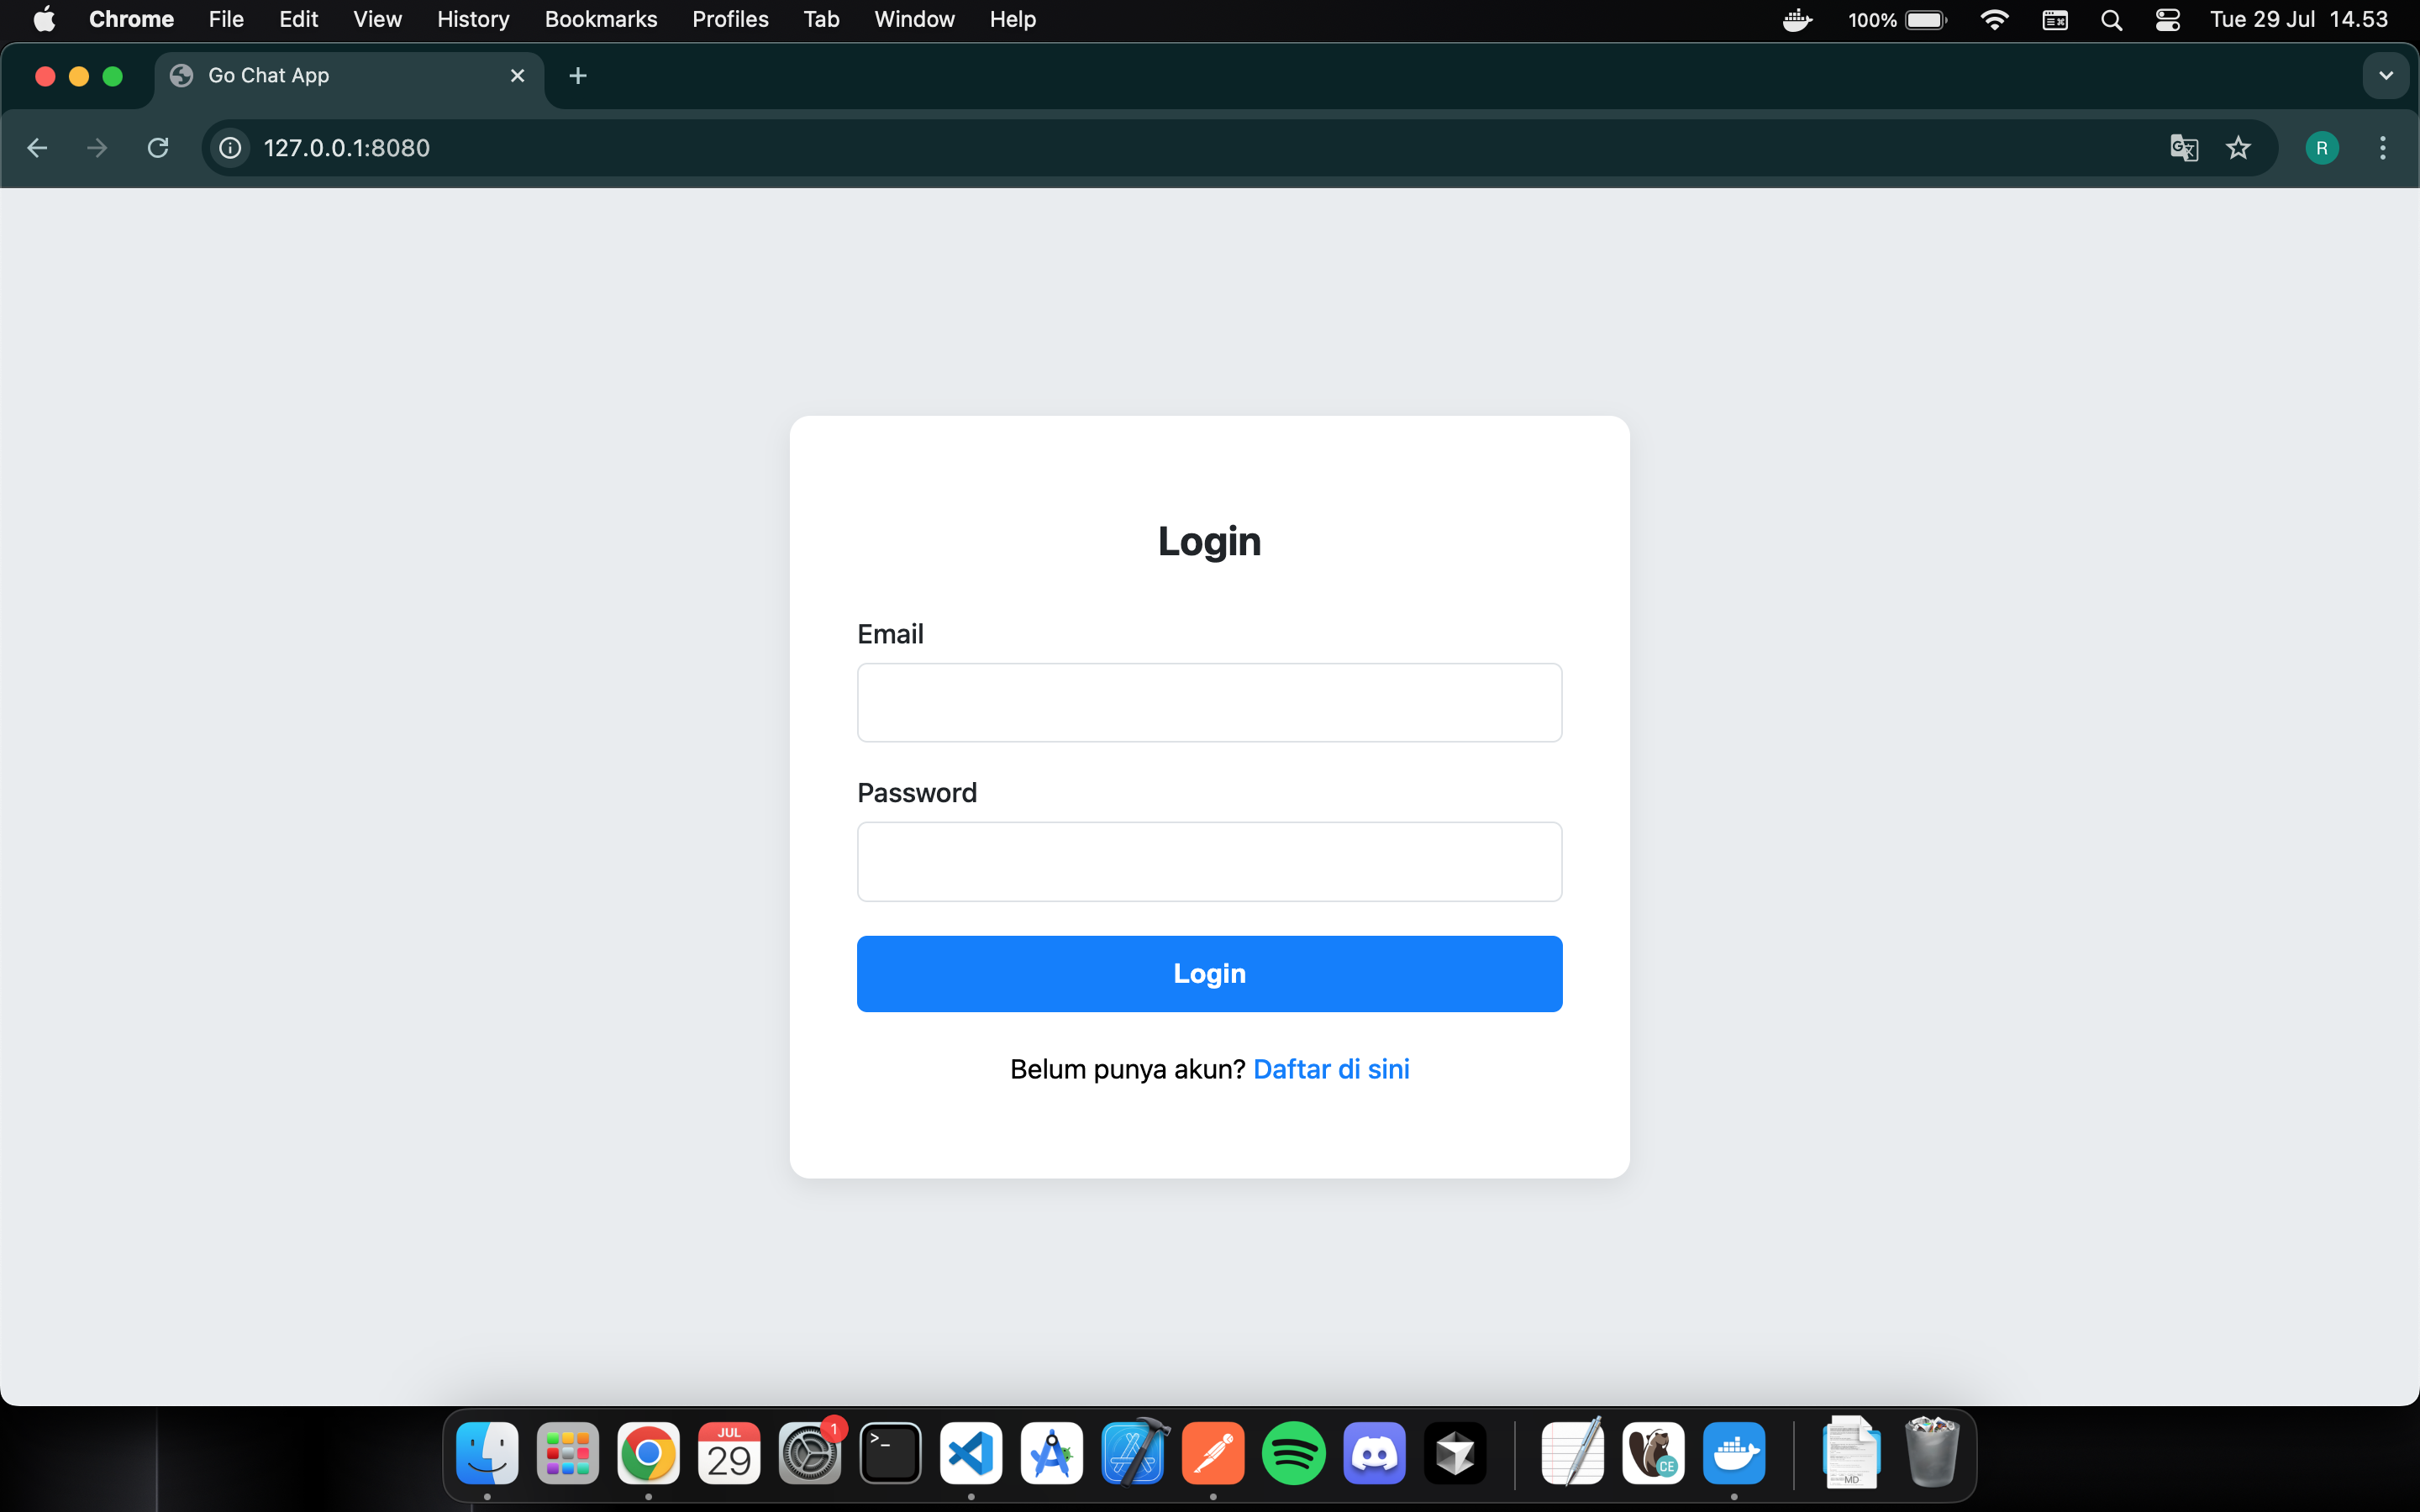 Chrome File Edit View History Bookmarks Profiles Tab Window Help 100% Tue 29 Jul 14.53
Go Chat App
127.0.0.1:8080 R
Login
Email
Password
Login
Belum punya akun? Daftar di sini
JUL 1
29
>_
CE
MD